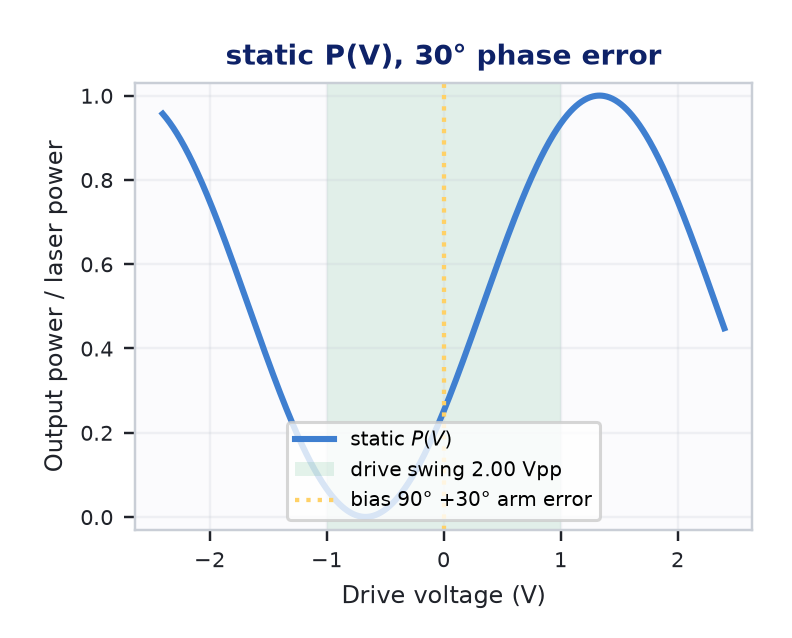 static P(V), 30° phase error
Output power / laser power
1.0
0.8
0.6
0.4
0.2
0.0
static P(V)
drive swing 2.00 Vpp
bias 90° +30° arm error
−2
−1
0
1
2
Drive voltage (V)